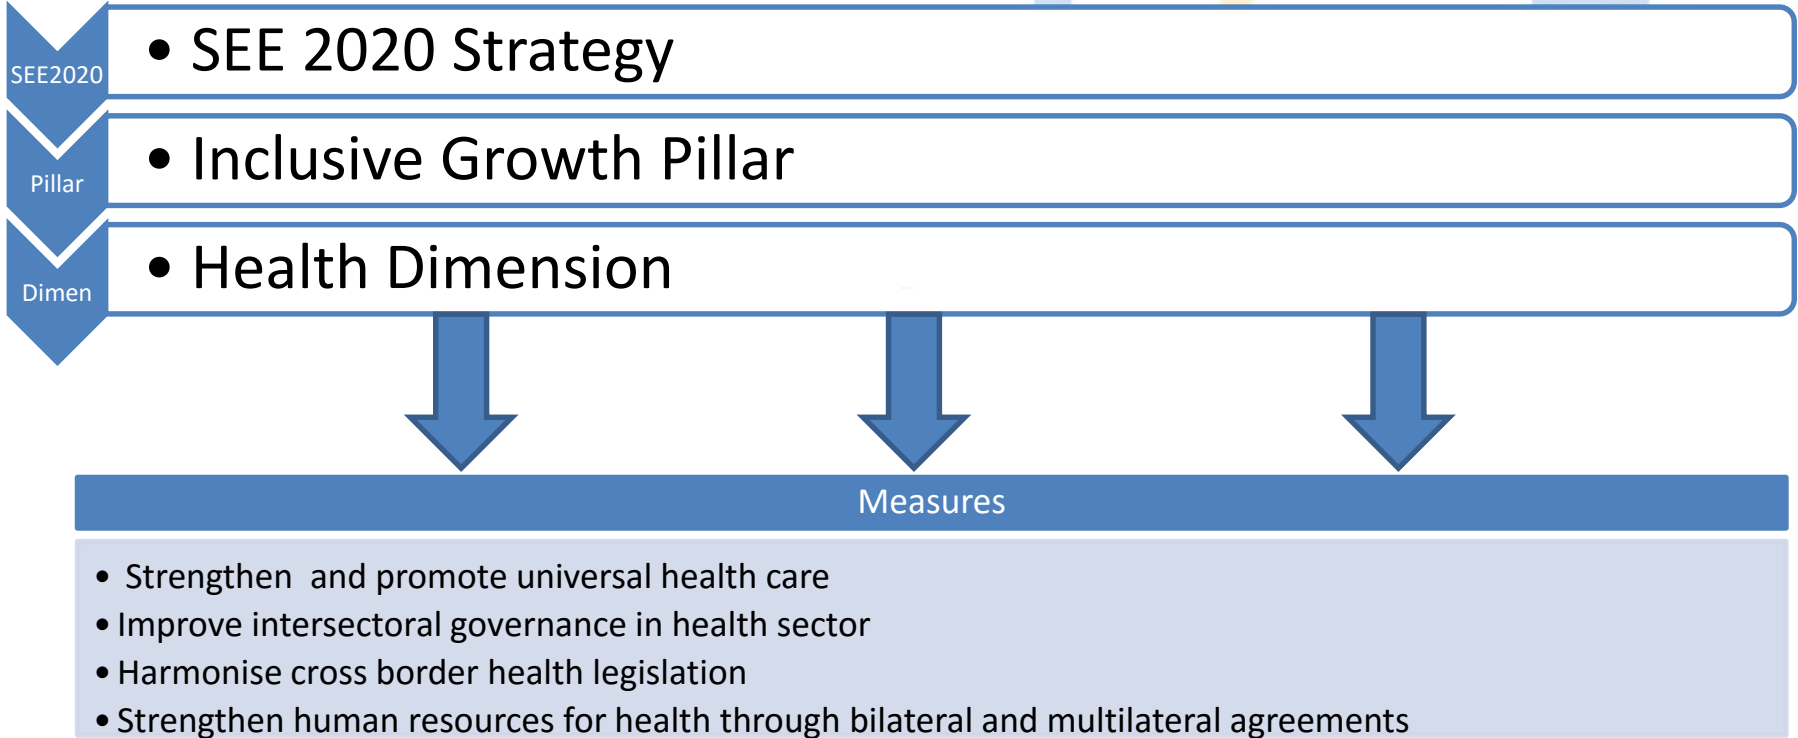 SEE2020
• SEE 2020 Strategy
Pillar
• Inclusive Growth Pillar
Dimen
• Health Dimension
Measures
• Strengthen  and promote universal health care
• Improve intersectoral governance in health sector
• Harmonise cross border health legislation
• Strengthen human resources for health through bilateral and multilateral agreements